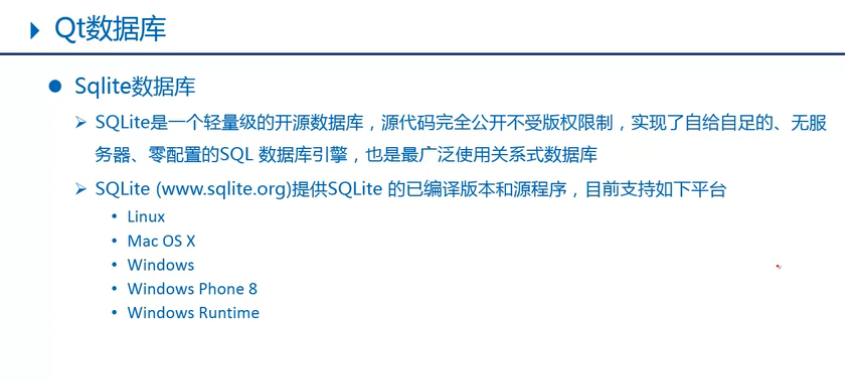 Qt数据库
Sqlite数据库
SQLite是一个轻量级的开源数据库，源代码完全公开不受版权限制，实现了自给自足的、无服
务器、零配置的SQL 数据库引擎，也是最广泛使用关系式数据库
SQLite (www.sqlite.org)提供SQLite 的已编译版本和源程序，目前支持如下平台
• Linux
• Mac OS X
• Windows
• Windows Phone 8
• Windows Runtime